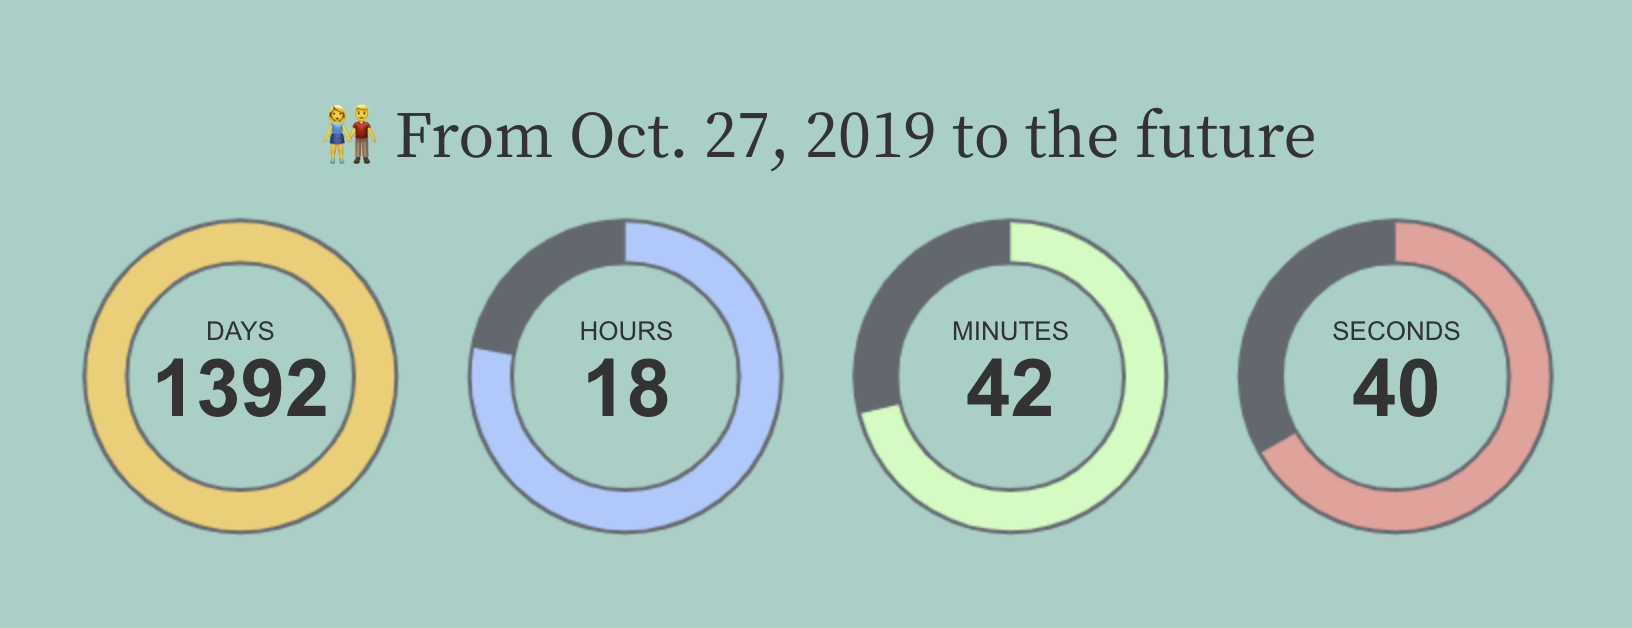 👫 From Oct. 27, 2019 to the future
DAYS
1392
HOURS
18
MINUTES
42
SECONDS
40